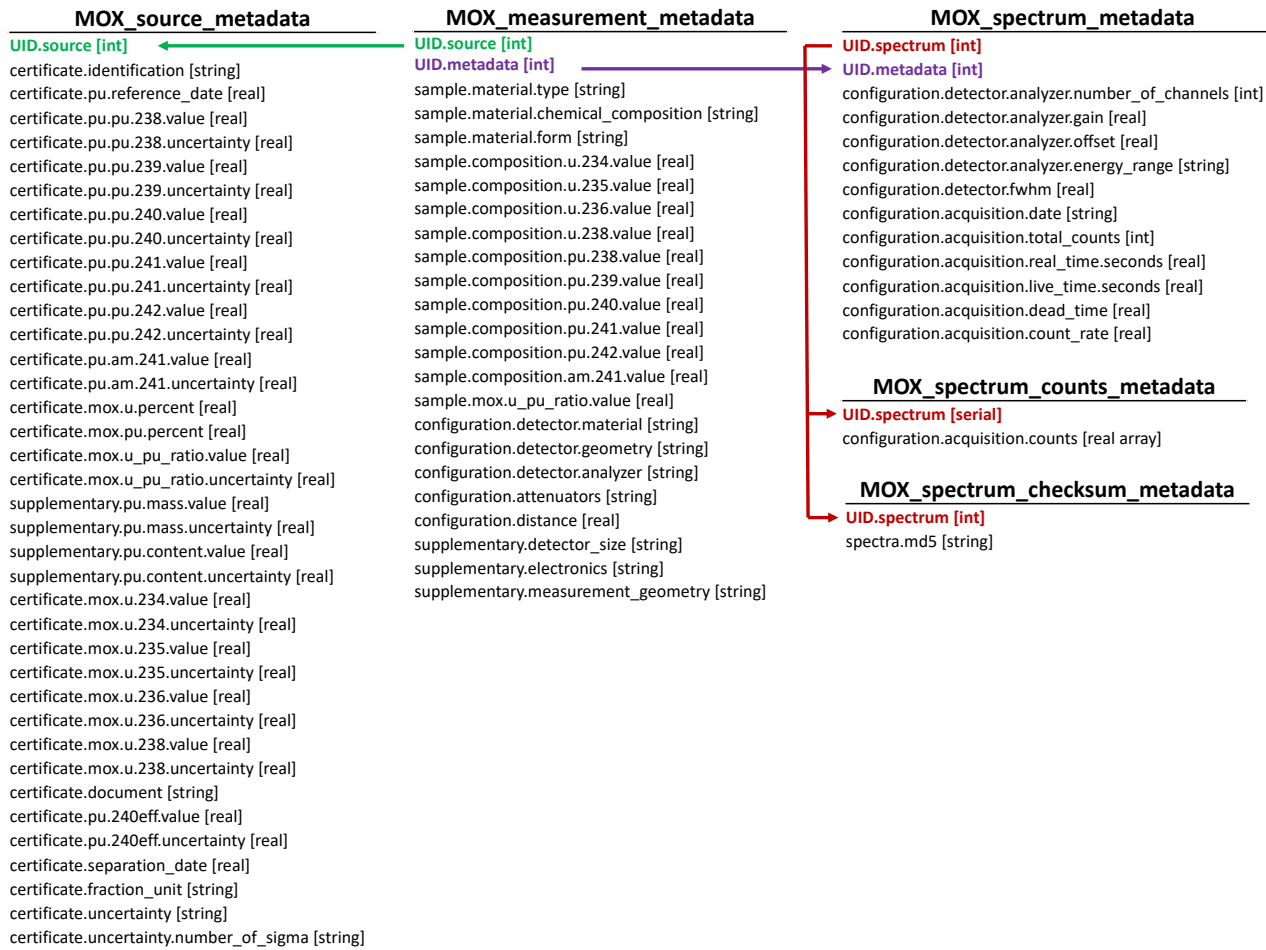 MOX_source_metadata
UID.source [int]
certificate.identification [string]
certificate.pu.reference_date [real]
certificate.pu.pu.238.value [real]
certificate.pu.pu.238.uncertainty [real]
certificate.pu.pu.239.value [real]
certificate.pu.pu.239.uncertainty [real]
certificate.pu.pu.240.value [real]
certificate.pu.pu.240.uncertainty [real]
certificate.pu.pu.241.value [real]
certificate.pu.pu.241.uncertainty [real]
certificate.pu.pu.242.value [real]
certificate.pu.pu.242.uncertainty [real]
certificate.pu.am.241.value [real]
certificate.pu.am.241.uncertainty [real]
certificate.mox.u.percent [real]
certificate.mox.pu.percent [real]
certificate.mox.u_pu_ratio.value [real]
certificate.mox.u_pu_ratio.uncertainty [real]
supplementary.pu.mass.value [real]
supplementary.pu.mass.uncertainty [real]
supplementary.pu.content.value [real]
supplementary.pu.content.uncertainty [real]
certificate.mox.u.234.value [real]
certificate.mox.u.234.uncertainty [real]
certificate.mox.u.235.value [real]
certificate.mox.u.235.uncertainty [real]
certificate.mox.u.236.value [real]
certificate.mox.u.236.uncertainty [real]
certificate.mox.u.238.value [real]
certificate.mox.u.238.uncertainty [real]
certificate.document [string]
certificate.pu.240eff.value [real]
certificate.pu.240eff.uncertainty [real]
certificate.separation_date [real]
certificate.fraction_unit [string]
certificate.uncertainty [string]
certificate.uncertainty.number_of_sigma [string]
MOX_measurement_metadata
UID.source [int]
UID.metadata [int]
sample.material.type [string]
sample.material.chemical_composition [string]
sample.material.form [string]
sample.composition.u.234.value [real]
sample.composition.u.235.value [real]
sample.composition.u.236.value [real]
sample.composition.u.238.value [real]
sample.composition.pu.238.value [real]
sample.composition.pu.239.value [real]
sample.composition.pu.240.value [real]
sample.composition.pu.241.value [real]
sample.composition.pu.242.value [real]
sample.composition.am.241.value [real]
sample.mox.u_pu_ratio.value [real]
configuration.detector.material [string]
configuration.detector.geometry [string]
configuration.detector.analyzer [string]
configuration.attenuators [string]
configuration.distance [real]
supplementary.detector_size [string]
supplementary.electronics [string]
supplementary.measurement_geometry [string]
MOX_spectrum_metadata
UID.spectrum [int]
UID.metadata [int]
configuration.detector.analyzer.number_of_channels [int]
configuration.detector.analyzer.gain [real]
configuration.detector.analyzer.offset [real]
configuration.detector.analyzer.energy_range [string]
configuration.detector.fwhm [real]
configuration.acquisition.date [string]
configuration.acquisition.total_counts [int]
configuration.acquisition.real_time.seconds [real]
configuration.acquisition.live_time.seconds [real]
configuration.acquisition.dead_time [real]
configuration.acquisition.count_rate [real]
MOX_spectrum_counts_metadata
UID.spectrum [serial]
configuration.acquisition.counts [real array]
MOX_spectrum_checksum_metadata
UID.spectrum [int]
spectra.md5 [string]